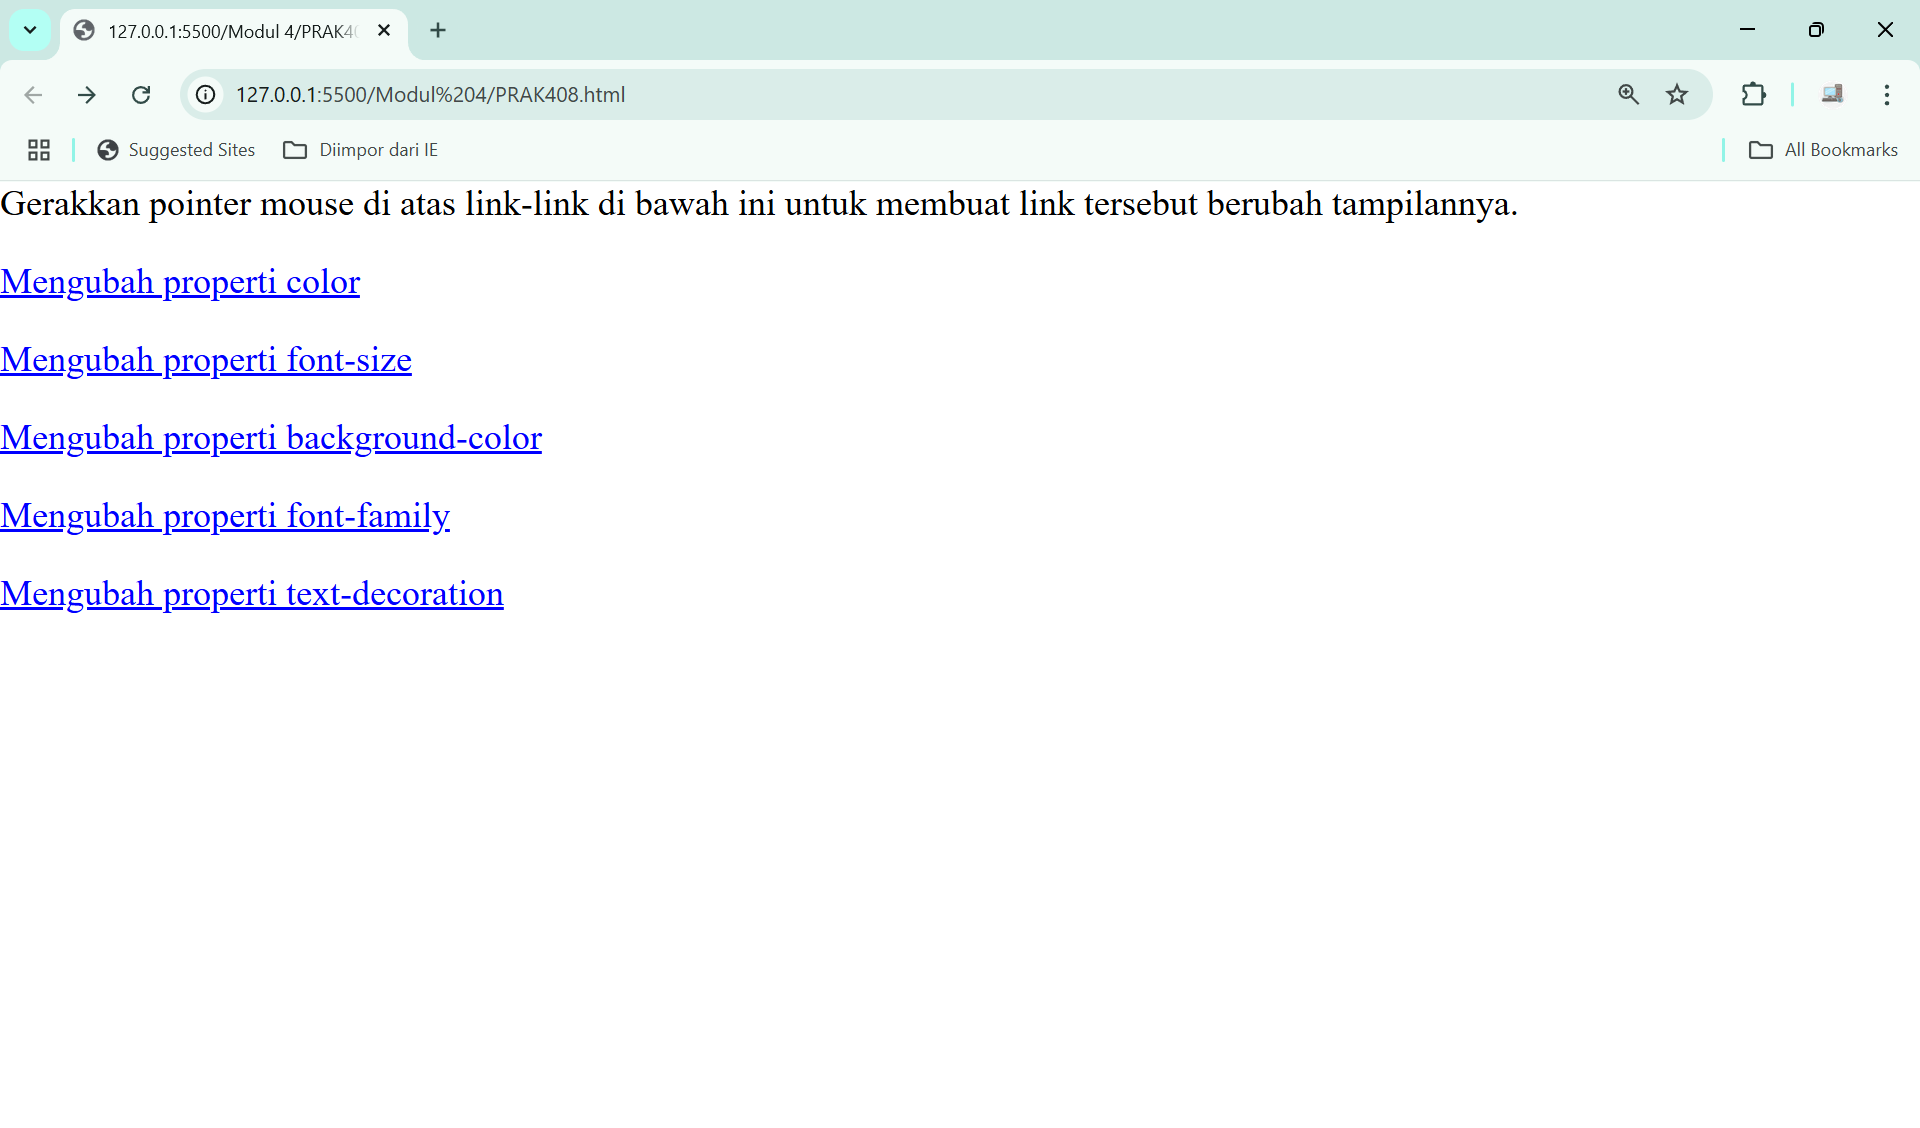 127.0.0.1:5500/Modul 4/PRAK40
127.0.0.1:5500/Modul%204/PRAK408.html
Suggested Sites
Diimpor dari IE
All Bookmarks
Gerakkan pointer mouse di atas link-link di bawah ini untuk membuat link tersebut berubah tampilannya.
Mengubah properti color
Mengubah properti font-size
Mengubah properti background-color
Mengubah properti font-family
Mengubah properti text-decoration